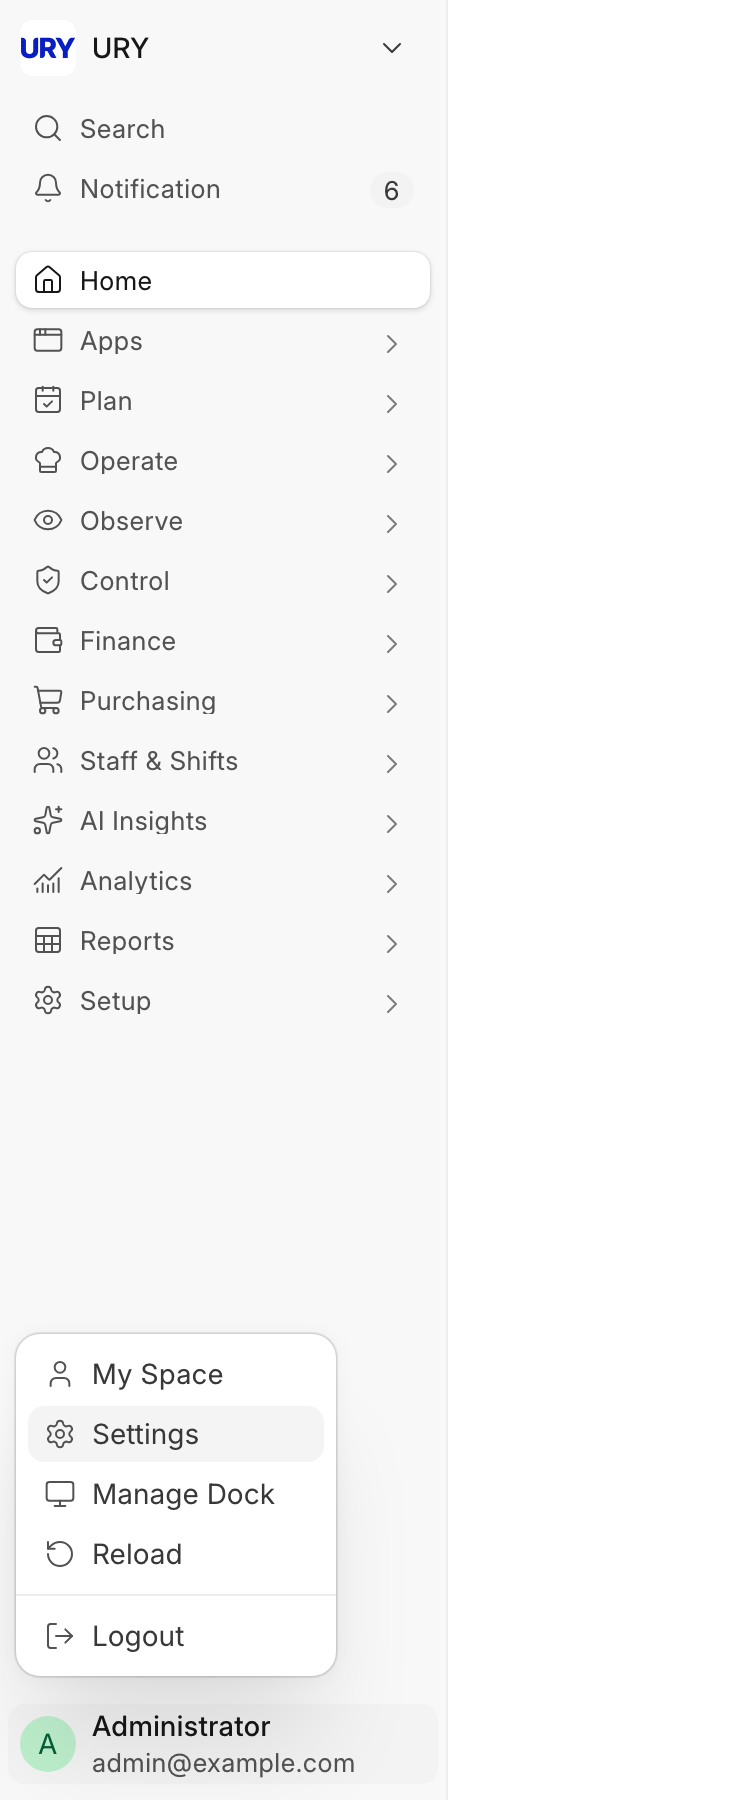 URY URY
Search
Notification 6
Home
Apps
Plan
Operate
Observe
Control
Finance
Purchasing
Staff & Shifts
AI Insights
Analytics
Reports
Setup
My Space
Settings
Manage Dock
Reload
Logout
A Administrator
admin@example.com